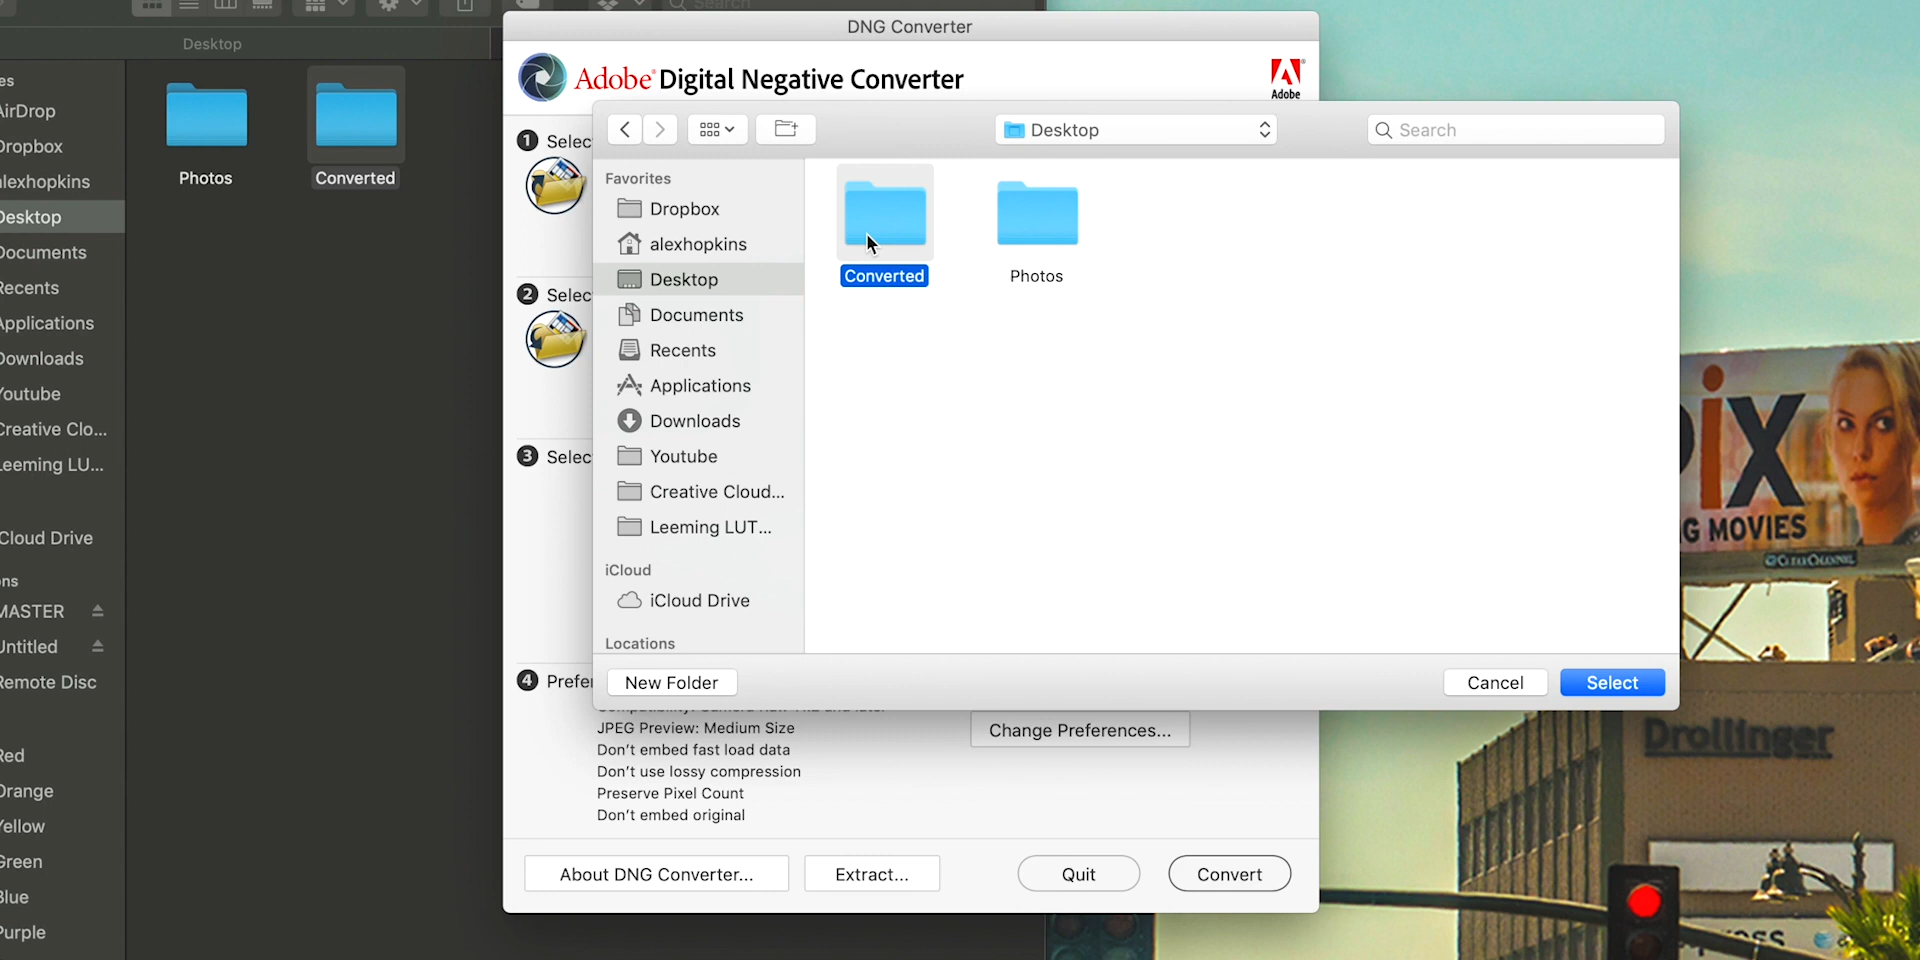 Search
Desktop
es
AirDrop
Dropbox
alexhopkins
Desktop
Documents
Recents
Applications
Downloads
Youtube
Creative Clo...
Leeming LU...
iCloud Drive
ons
MASTER
Untitled
Remote Disc
Red
Orange
Yellow
Green
Blue
Purple
Photos
Converted
DNG Converter
Adobe® Digital Negative Converter
Adobe
1 Selec
2 Selec
3 Selec
4 Prefer
Desktop
Search
Favorites
Dropbox
alexhopkins
Desktop
Documents
Recents
Applications
Downloads
Youtube
Creative Cloud...
Leeming LUT...
iCloud
iCloud Drive
Locations
Converted
Photos
New Folder
Cancel
Select
JPEG Preview: Medium Size
Don't embed fast load data
Don't use lossy compression
Preserve Pixel Count
Don't embed original
Change Preferences...
About DNG Converter...
Extract...
Quit
Convert
iX
G MOVIES
ClearChannel
Drollinger